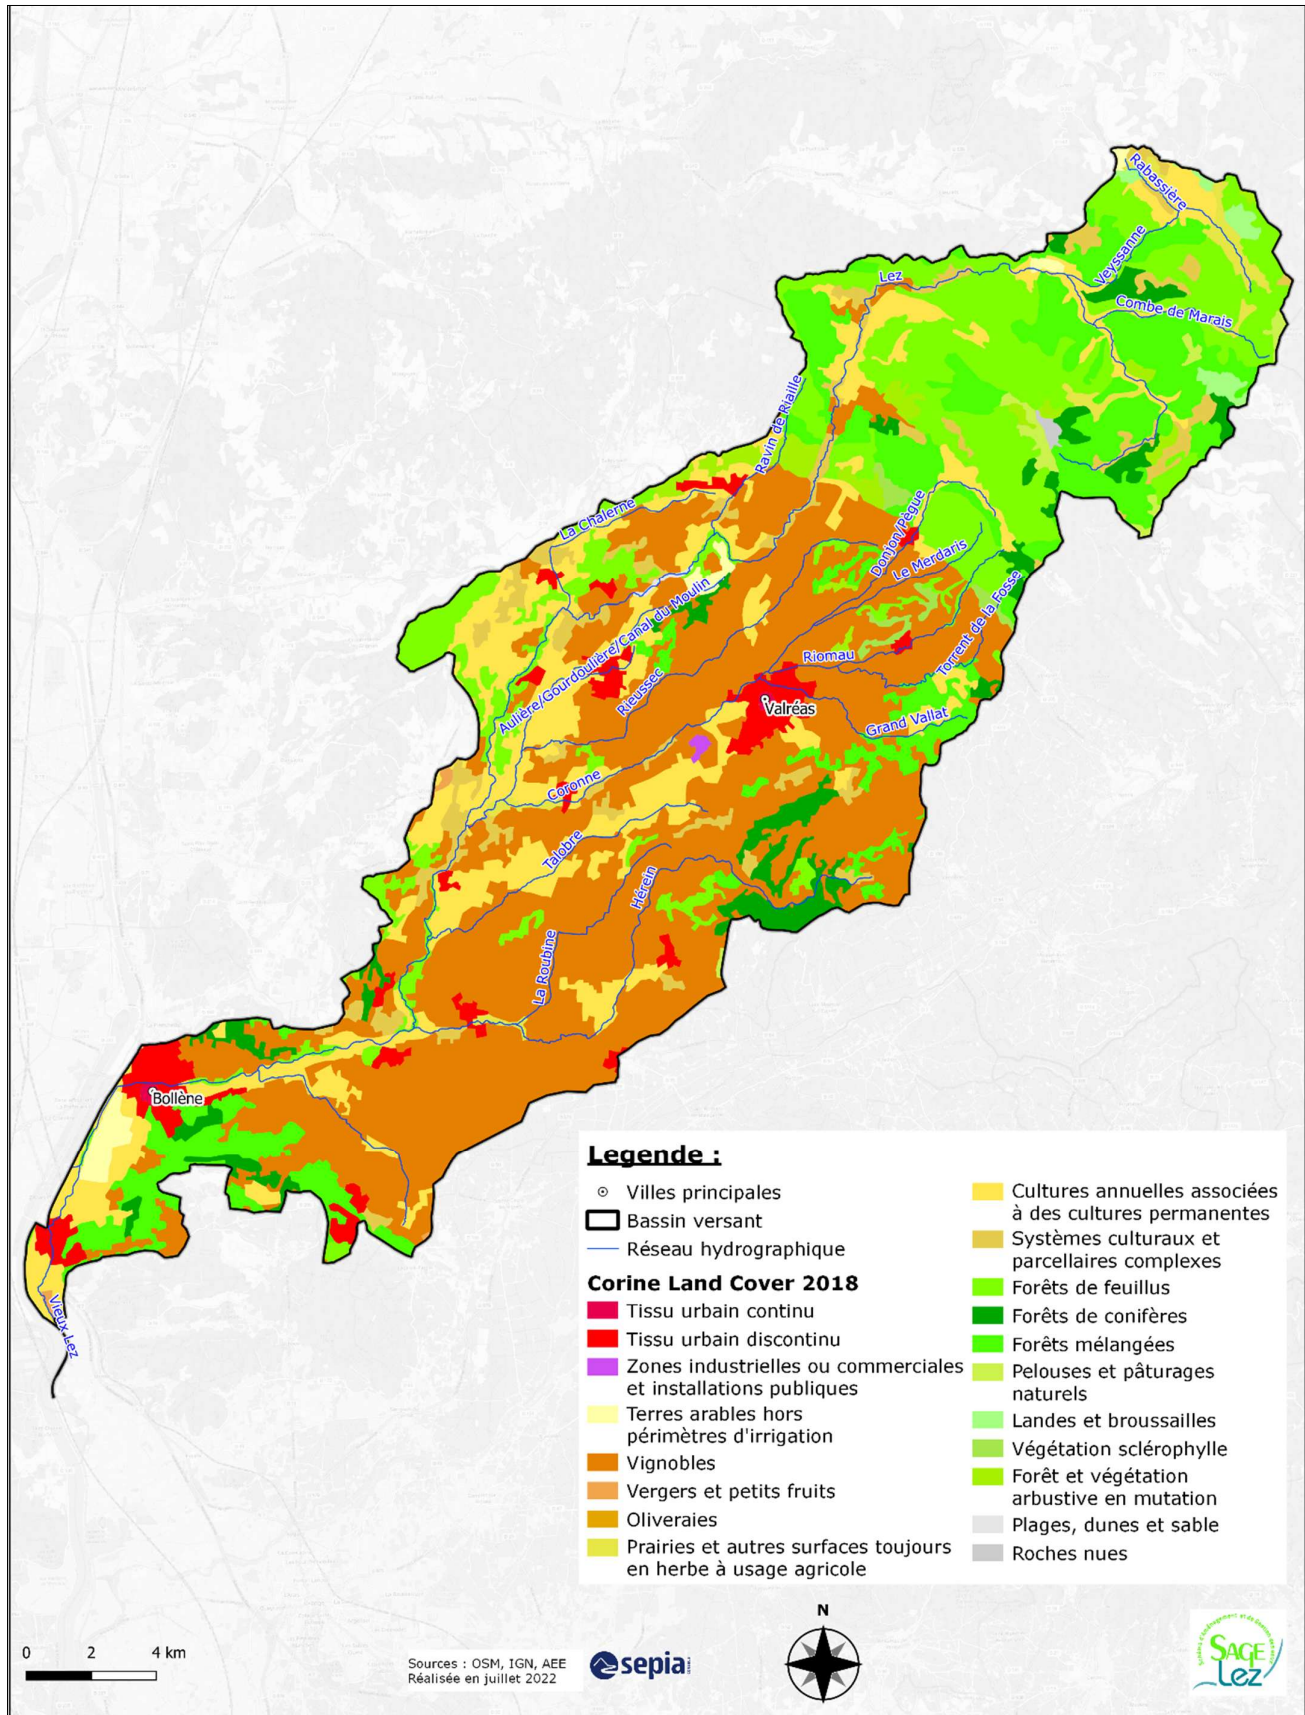 Rabassière
Veyssanne
Lez
Combe de Marais
Ravin de Riaille
La Chalerne
Donjon/Pègue
Le Merdaris
Aulière/Gourdoulière/Canal du Moulin
Torrent de la Fosse
Riomau
Rieussec
Valréas
Grand Vallat
Coronne
Talobre
Hérein
La Roubine
Bollène
Vieux Lez
Legende :
Villes principales
Bassin versant
Réseau hydrographique
Corine Land Cover 2018
Tissu urbain continu
Tissu urbain discontinu
Zones industrielles ou commerciales
et installations publiques
Terres arables hors
périmètres d'irrigation
Vignobles
Vergers et petits fruits
Oliveraies
Prairies et autres surfaces toujours
en herbe à usage agricole
Cultures annuelles associées
à des cultures permanentes
Systèmes culturaux et
parcellaires complexes
Forêts de feuillus
Forêts de conifères
Forêts mélangées
Pelouses et pâturages
naturels
Landes et broussailles
Végétation sclérophylle
Forêt et végétation
arbustive en mutation
Plages, dunes et sable
Roches nues
0 2 4 km
Sources : OSM, IGN, AEE
Réalisée en juillet 2022
sepia
N
SAGE
Lez